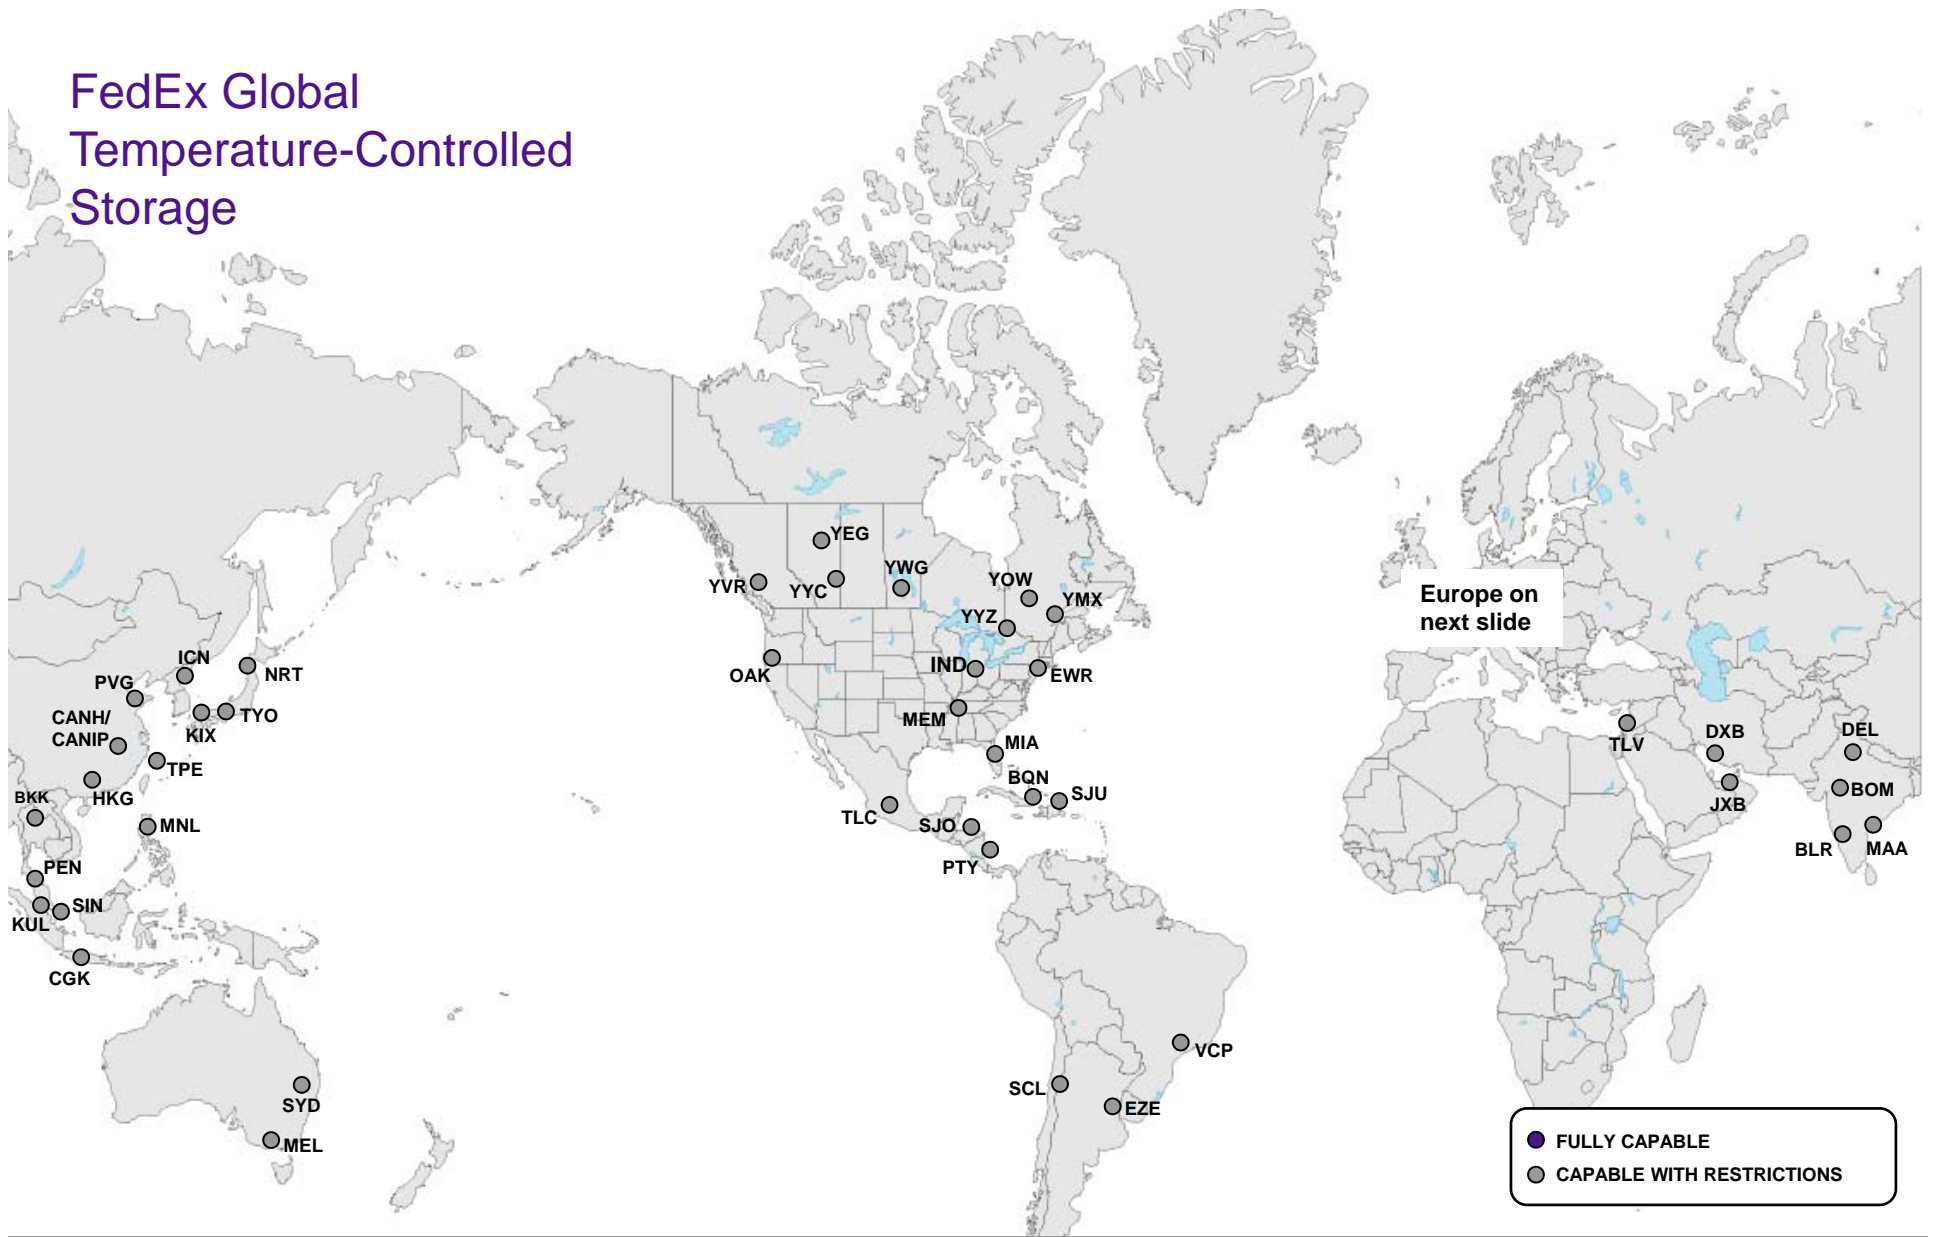 FedEx Global
Temperature-Controlled
Storage
YEG
YVR
YYC
YWG
YOW
YMX
YYZ
OAK
IND
EWR
MEM
MIA
BQN
SJU
TLC
SJO
PTY
VCP
SCL
EZE
ICN
NRT
PVG
CANH/
CANIP
KIX
TYO
TPE
BKK
HKG
MNL
PEN
SIN
KUL
CGK
SYD
MEL
Europe on
next slide
TLV
DXB
JXB
DEL
BOM
BLR
MAA
FULLY CAPABLE
CAPABLE WITH RESTRICTIONS